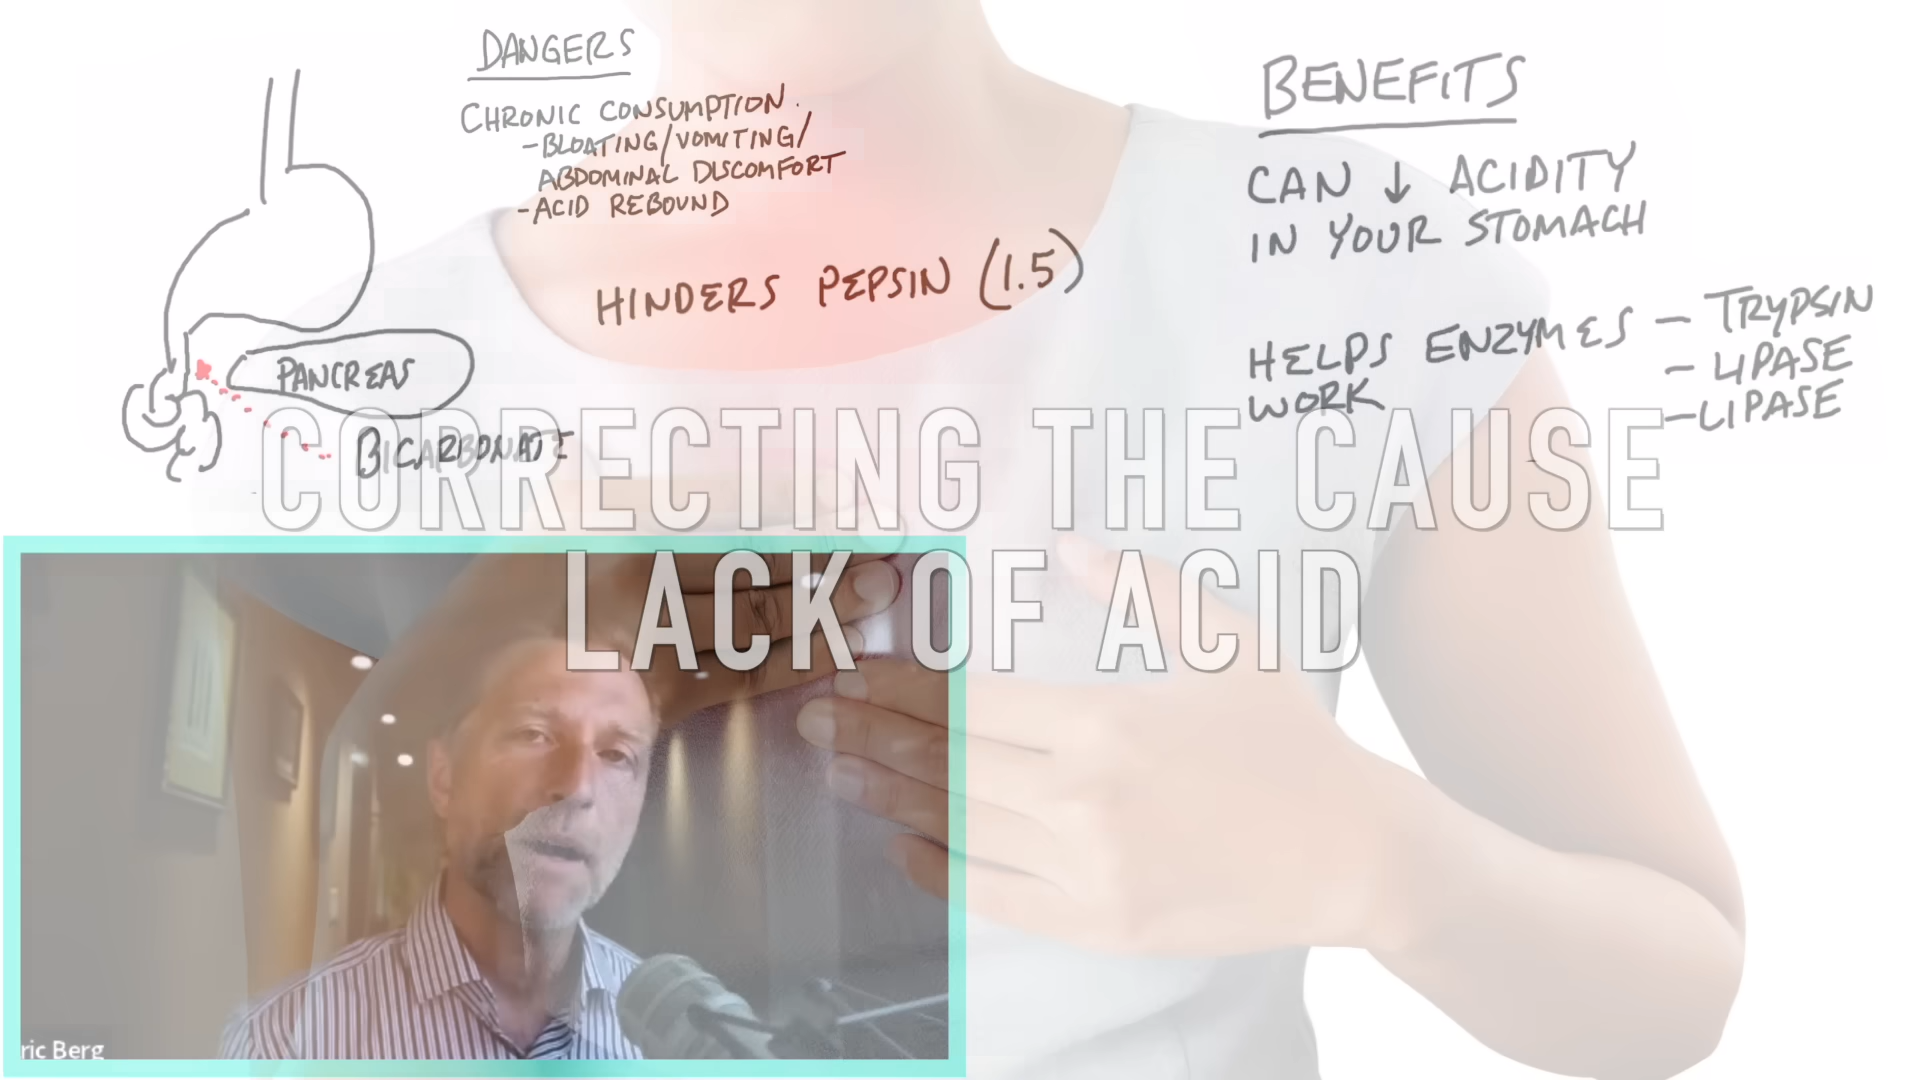 DANGERS
CHRONIC CONSUMPTION.
-BLOATING/VOMITING/
ABDOMINAL DISCOMFORT
-ACID REBOUND
HINDERS PEPSIN (1.5)
PANCREAS
BICARBONATE
BENEFITS
CAN ↓ ACIDITY
IN YOUR STOMACH
HELPS ENZYMES - TRYPSIN
WORK - LIPASE
-LIPASE
CORRECTING THE CAUSE
LACK OF ACID
ric Berg